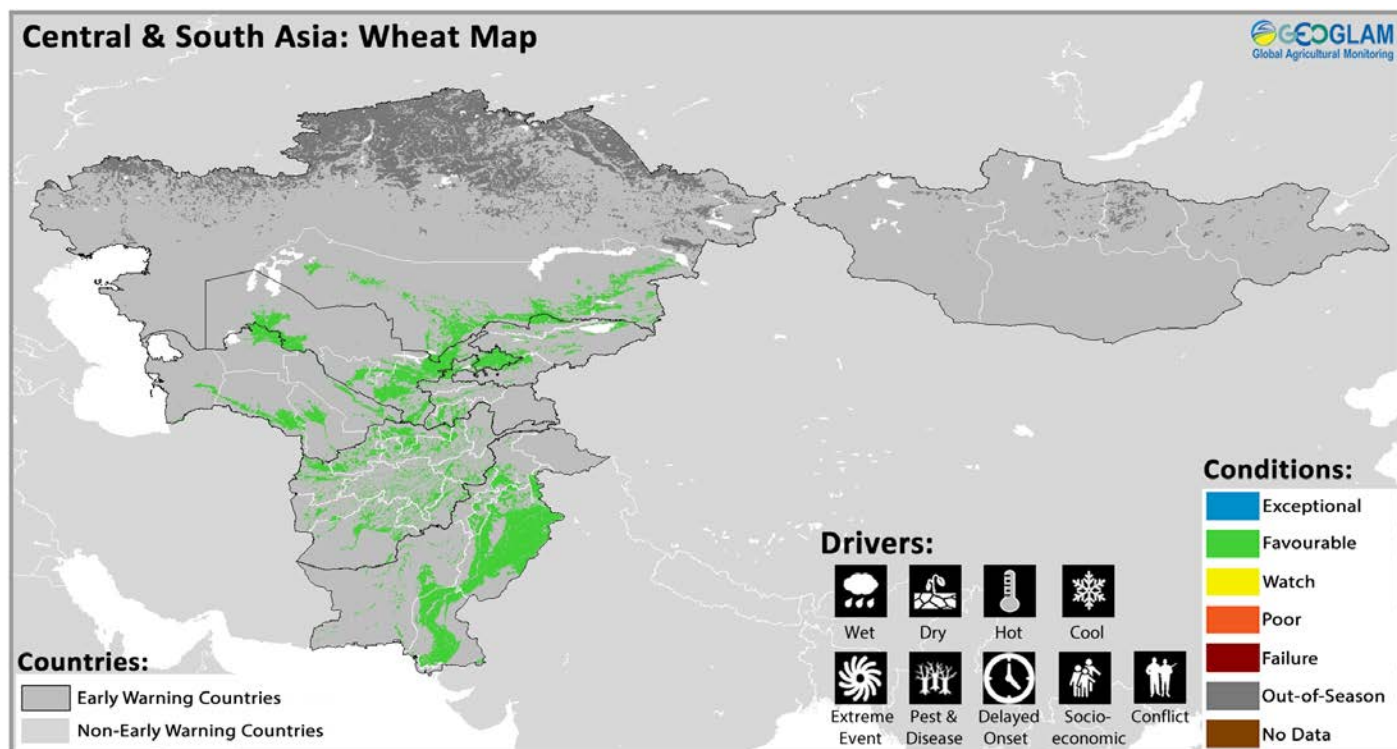 Central & South Asia: Wheat Map
GEOGLAM
Global Agricultural Monitoring
Countries:
Early Warning Countries
Non-Early Warning Countries
Drivers:
Wet
Dry
Hot
Cool
Extreme
Event
Pest &
Disease
Delayed
Onset
Socio-
economic
Conflict
Conditions:
Exceptional
Favourable
Watch
Poor
Failure
Out-of-Season
No Data